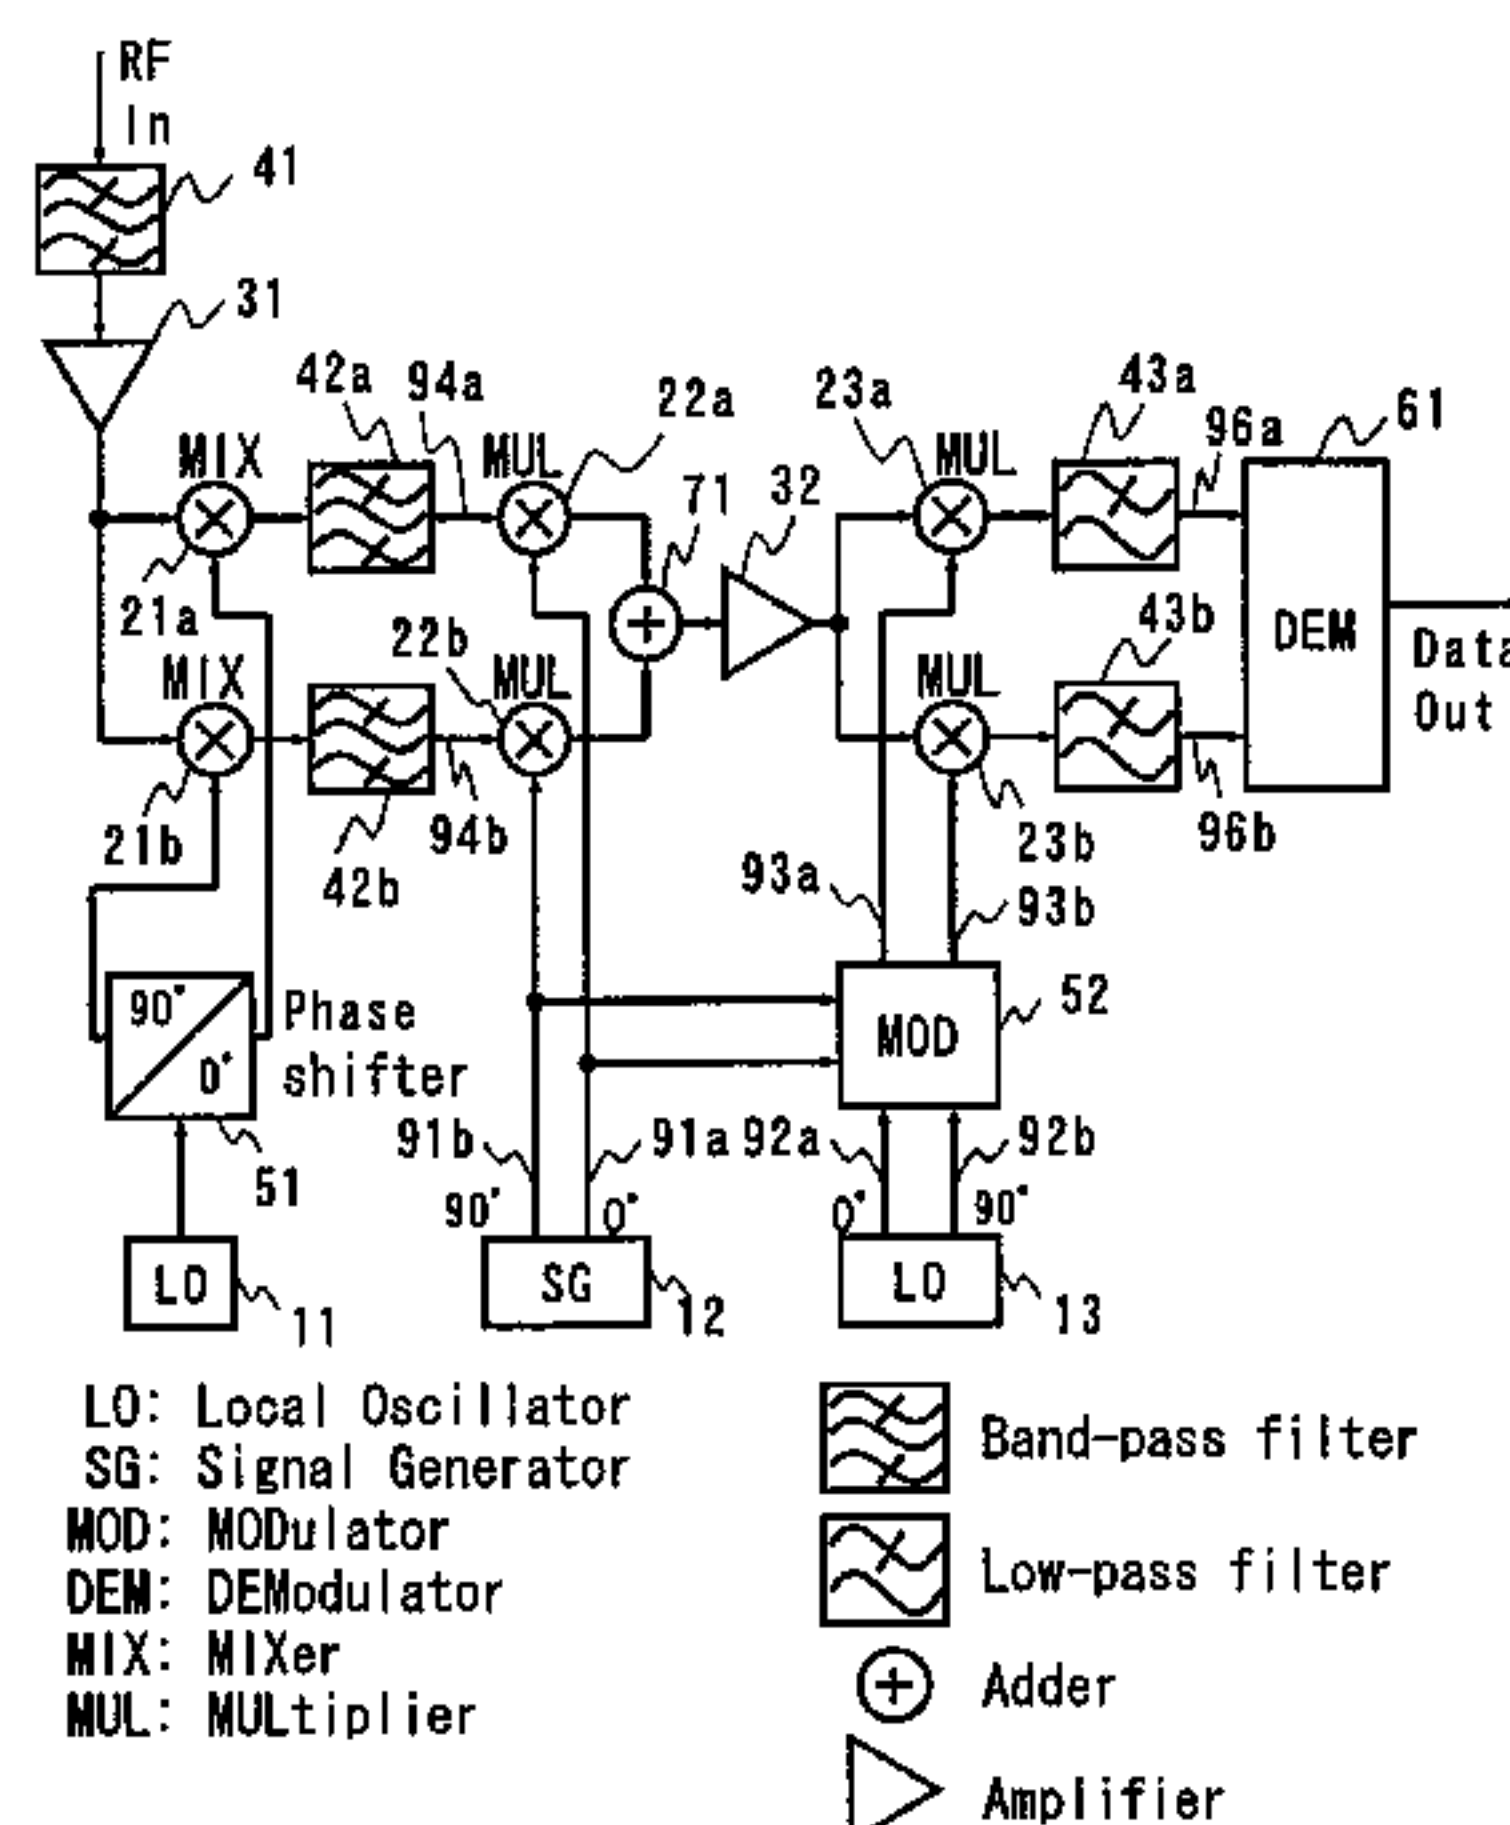 RF
In
41
31
42a 94a 22a 23a 43a 96a 61
MIX MUL 71 32 MUL
21a 22b 43b
MIX MUL MUL DEM Data
Out
21b 94b 23b 96b
42b 93a 93b
90° Phase 52
MOD
0° shifter
91b 91a 92a 92b
51 90° 0° 0° 90°
LO 11 SG 12 LO 13
LO: Local Oscillator
SG: Signal Generator
MOD: MODulator
DEM: DEModulator
MIX: MIXer
MUL: MULtiplier
Band-pass filter
Low-pass filter
Adder
Amplifier